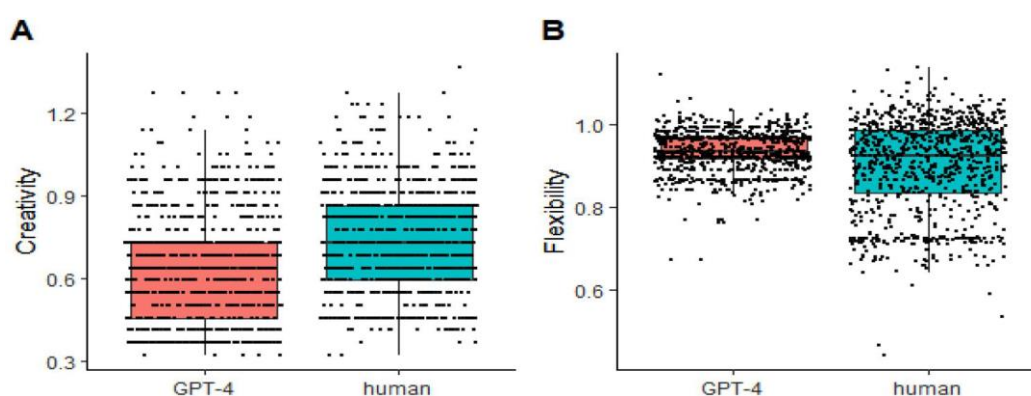 A
Creativity
1.2
0.9
0.6
0.3
GPT-4
human
B
Flexibility
1.0
0.8
0.6
GPT-4
human